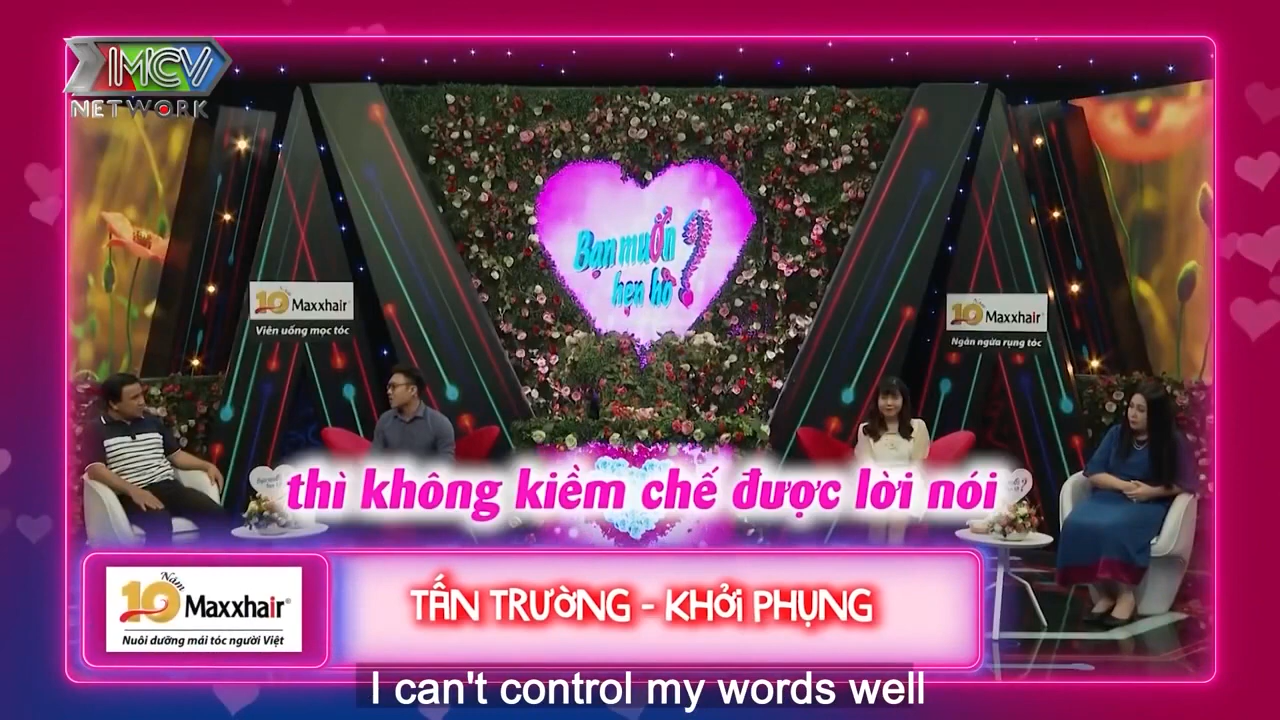 MCV
NETWORK
Bạn muốn
hẹn hò?
10 Maxxhair
Viên uống mọc tóc
10 Maxxhair
Ngăn ngừa rụng tóc
thì không kiềm chế được lời nói
10 Năm Maxxhair®
Nuôi dưỡng mái tóc người Việt
TẤN TRƯỜNG - KHỞI PHỤNG
I can't control my words well